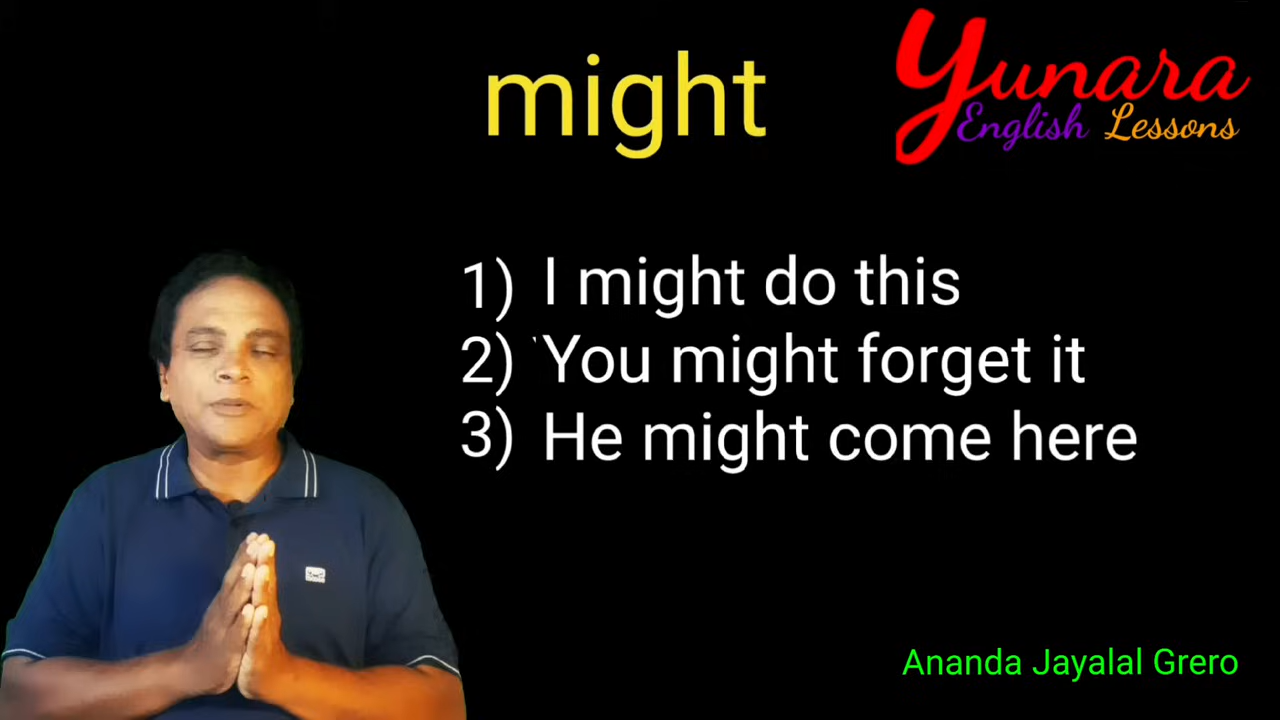 might
Yunara
English Lessons
1) I might do this
2) You might forget it
3) He might come here
Ananda Jayalal Grero